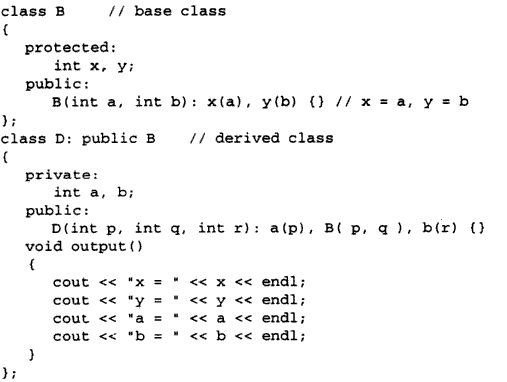 class B // base class
{
protected:
int x, y;
public:
B(int a, int b): x(a), y(b) {} // x = a, y = b
};
class D: public B // derived class
{
private:
int a, b;
public:
D(int p, int q, int r): a(p), B( p, q ), b(r) {}
void output()
{
cout << "x = " << x << endl;
cout << "y = " << y << endl;
cout << "a = " << a << endl;
cout << "b = " << b << endl;
}
};